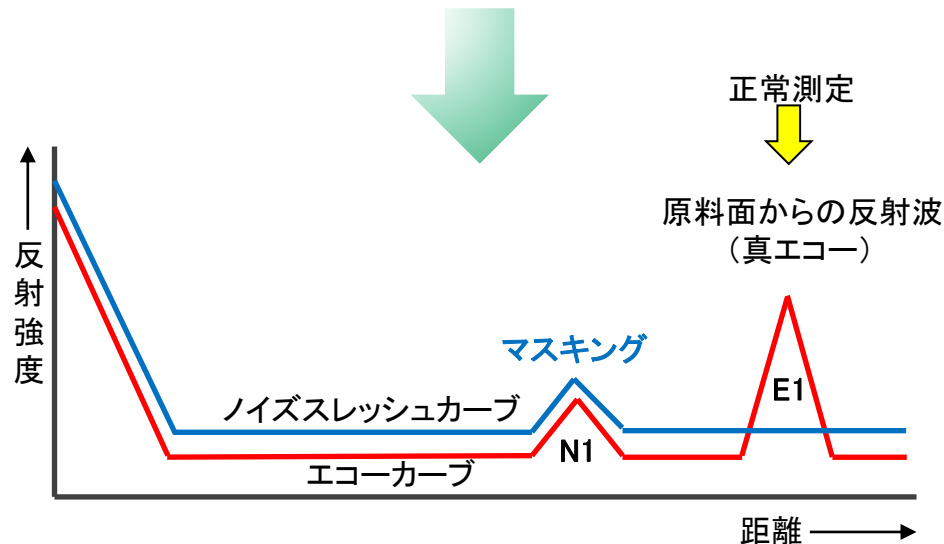 正常測定
原料面からの反射波
（真エコー）
反射強度
マスキング
E1
ノイズスレッシュカーブ
N1
エコーカーブ
距離